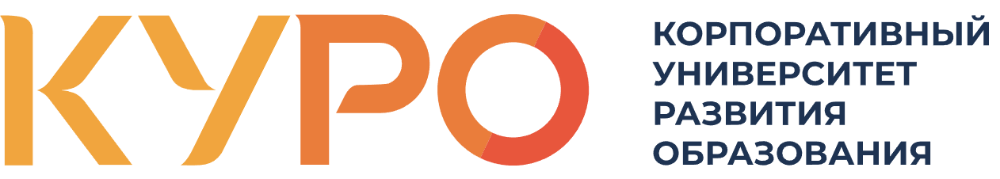 КУРО
КОРПОРАТИВНЫЙ
УНИВЕРСИТЕТ
РАЗВИТИЯ
ОБРАЗОВАНИЯ